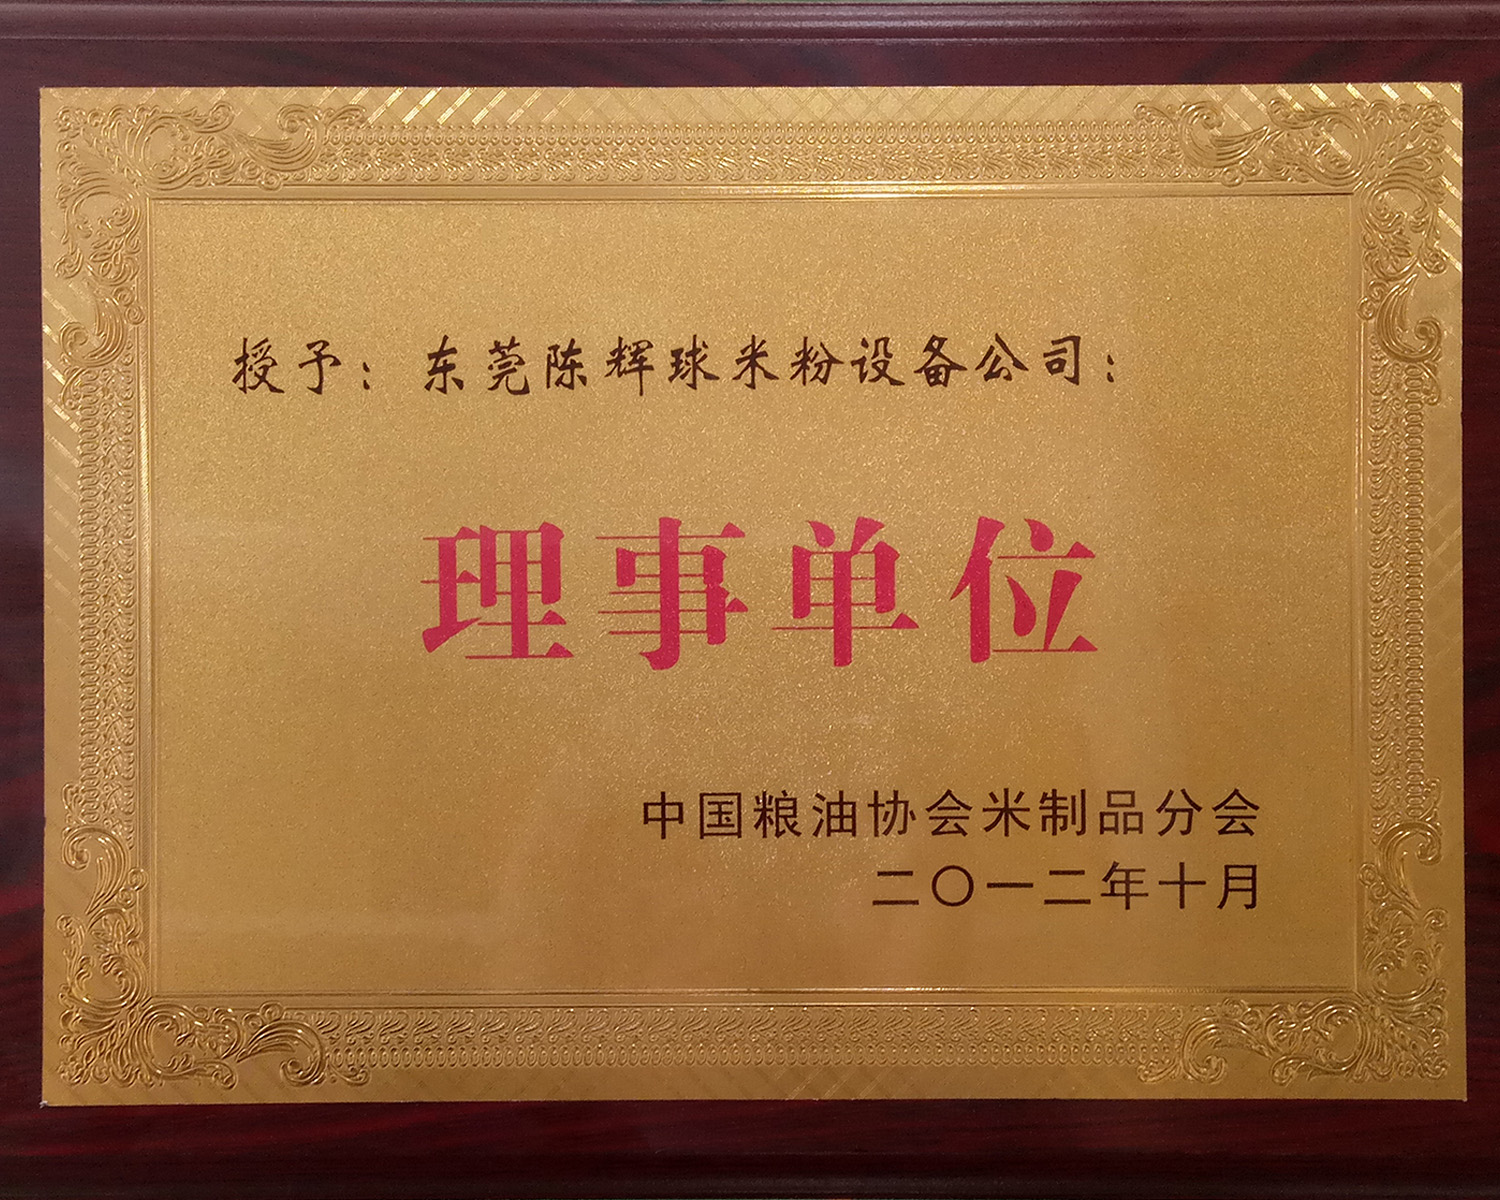 授予：东莞陈辉球米粉设备公司：
理事单位
中国粮油协会米制品分会
二〇一二年十月